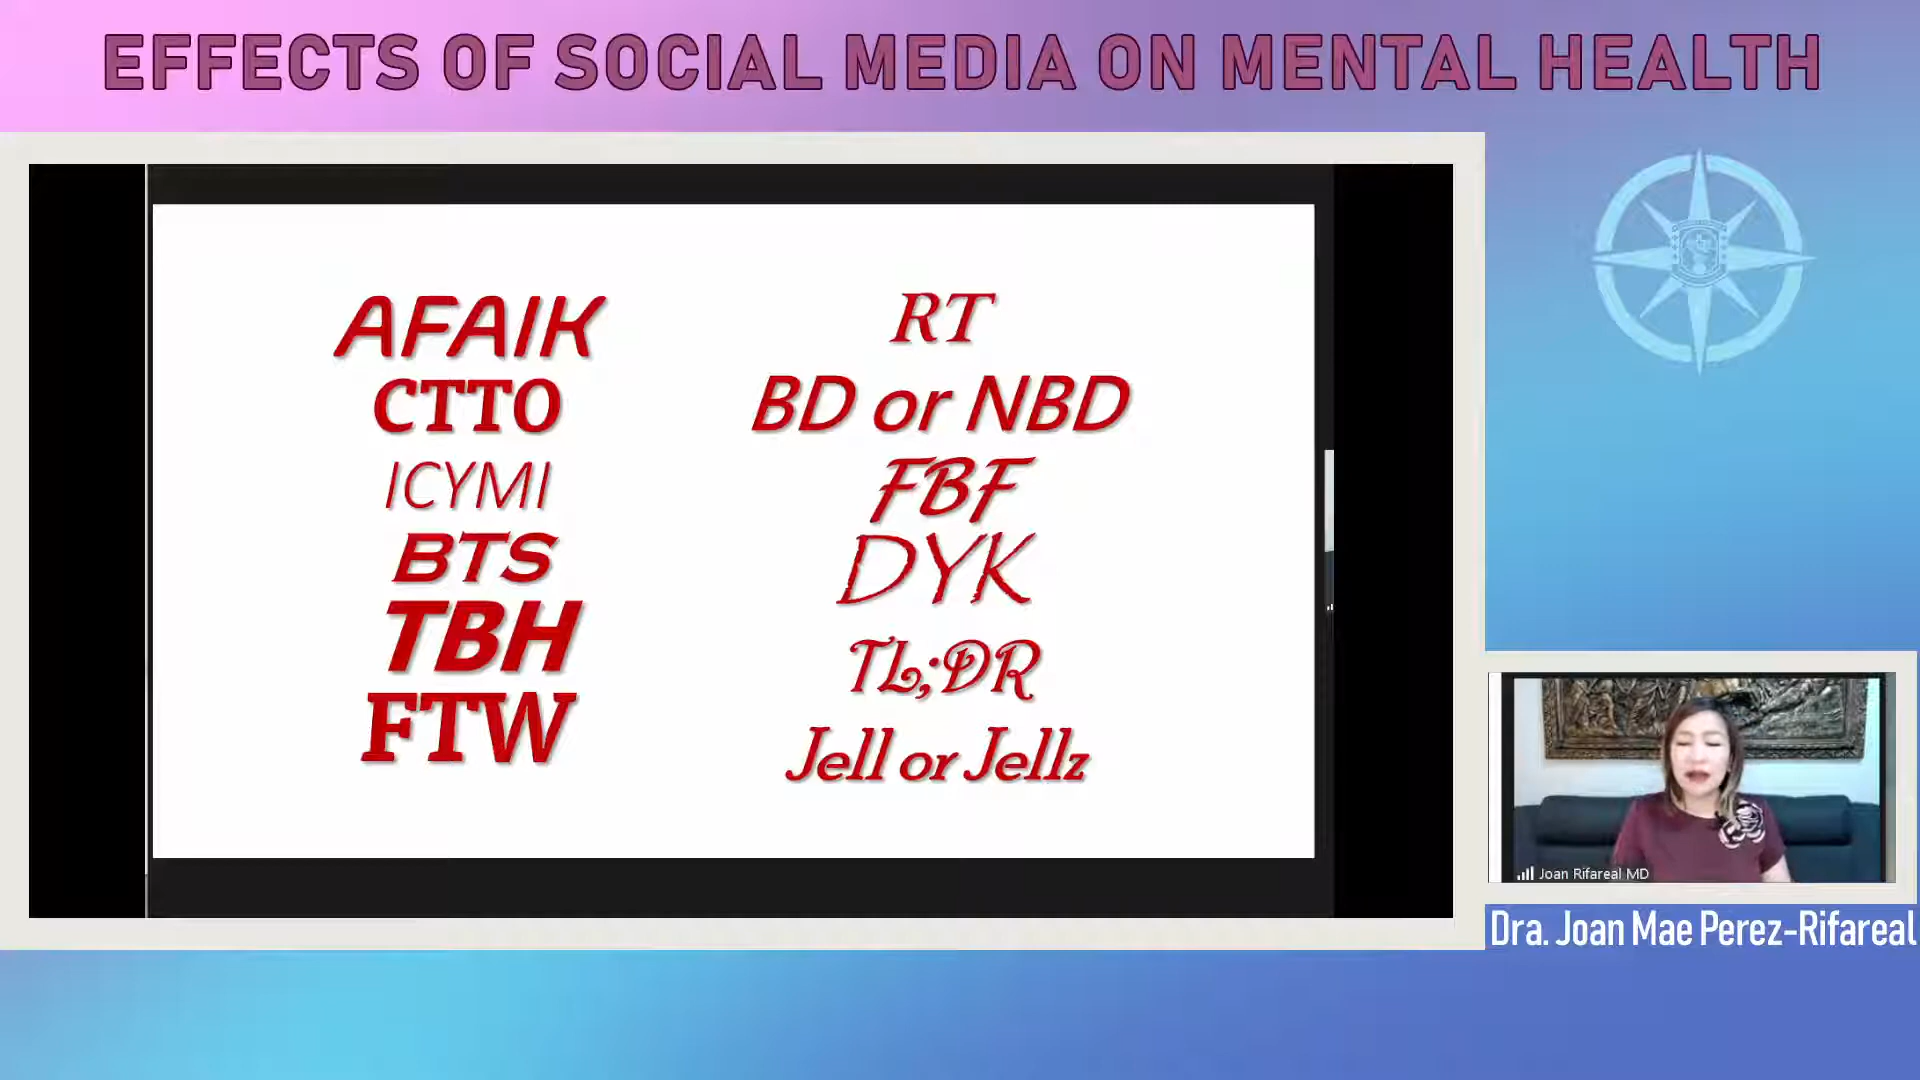 EFFECTS OF SOCIAL MEDIA ON MENTAL HEALTH
AFAIK
CTTO
ICYMI
BTS
TBH
FTW
RT
BD or NBD
FBF
DYK
TL;DR
Jell or Jellz
Joan Rifareal MD
Dra. Joan Mae Perez-Rifareal